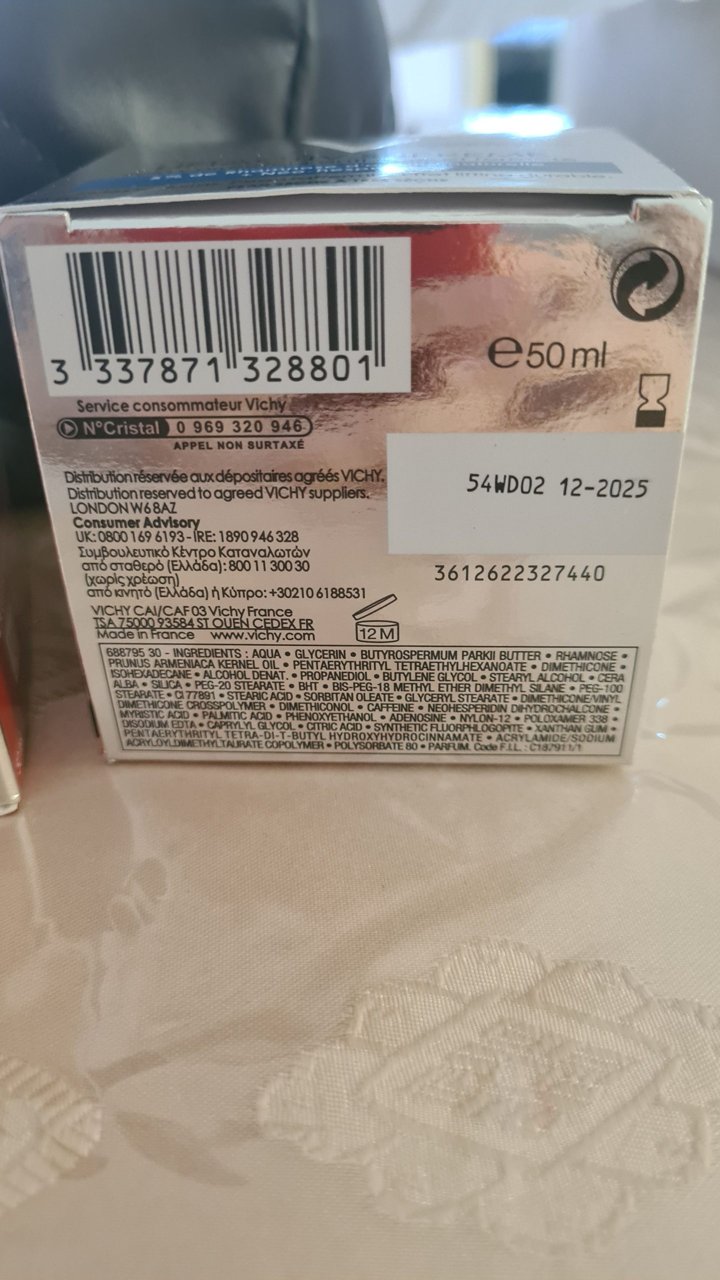 3 337871 328801
℮50 ml
Service consommateur Vichy
N°Cristal 0 969 320 946
APPEL NON SURTAXÉ
54WD02 12-2025
Distribution réservée aux dépositaires agréés VICHY.
Distribution reserved to agreed VICHY suppliers.
LONDON W6 8AZ
Consumer Advisory
UK: 0800 169 6193 - IRE: 1890 946 328
Συμβουλευτικό Κέντρο Καταναλωτών
από σταθερό (Ελλάδα): 800 11 300 30
(χωρίς χρέωση)
από κινητό (Ελλάδα) ή Κύπρο: +30210 6188531
3612622327440
VICHY CAI/CAF 03 Vichy France
TSA 75000 93584 ST OUEN CEDEX FR
Made in France www.vichy.com
12 M
688795 30 - INGREDIENTS : AQUA • GLYCERIN • BUTYROSPERMUM PARKII BUTTER • RHAMNOSE •
PRUNUS ARMENIACA KERNEL OIL • PENTAERYTHRITYL TETRAETHYLHEXANOATE • DIMETHICONE •
ISOHEXADECANE • ALCOHOL DENAT. • PROPANEDIOL • BUTYLENE GLYCOL • STEARYL ALCOHOL • CERA
ALBA • SILICA • PEG-20 STEARATE • BHT • BIS-PEG-18 METHYL ETHER DIMETHYL SILANE • PEG-100
STEARATE • CI 77891 • STEARIC ACID • SORBITAN OLEATE • GLYCERYL STEARATE • DIMETHICONE/VINYL
DIMETHICONE CROSSPOLYMER • DIMETHICONOL • CAFFEINE • NEOHESPERIDIN DIHYDROCHALCONE •
MYRISTIC ACID • PALMITIC ACID • PHENOXYETHANOL • ADENOSINE • NYLON-12 • POLOXAMER 338 •
DISODIUM EDTA • CAPRYLYL GLYCOL • CITRIC ACID • SYNTHETIC FLUORPHLOGOPITE • XANTHAN GUM •
PENTAERYTHRITYL TETRA-DI-T-BUTYL HYDROXYHYDROCINNAMATE • ACRYLAMIDE/SODIUM
ACRYLOYLDIMETHYLTAURATE COPOLYMER • POLYSORBATE 80 • PARFUM. Code F.I.L. : C187911/1